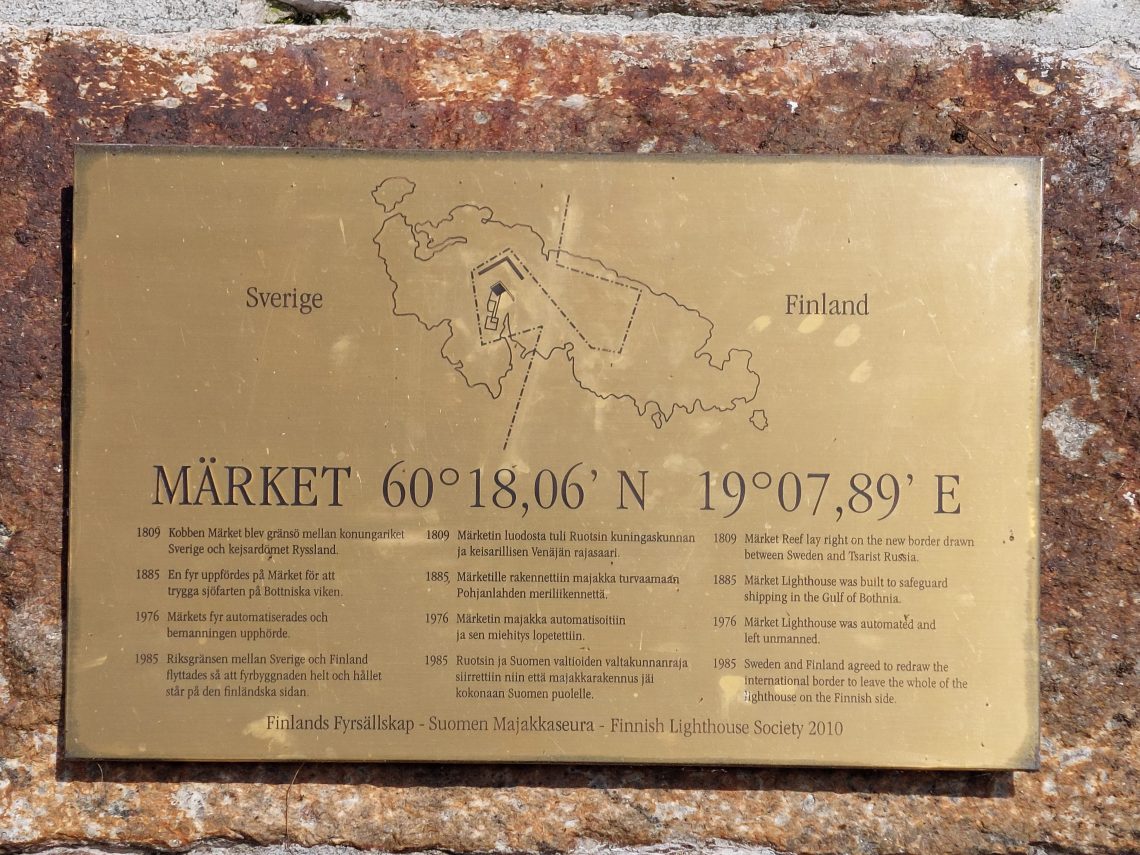 Sverige
Finland
MÄRKET 60°18,06’ N 19°07,89’ E
1809 Kobben Märket blev gränsö mellan konungariket
Sverige och kejsardömet Ryssland.
1885 En fyr uppfördes på Märket för att
trygga sjöfarten på Bottniska viken.
1976 Märkets fyr automatiserades och
bemanningen upphörde.
1985 Riksgränsen mellan Sverige och Finland
flyttades så att fyrbyggnaden helt och hållet
står på den finländska sidan.
1809 Märketin luodosta tuli Ruotsin kuningaskunnan
ja keisarillisen Venäjän rajasaari.
1885 Märketille rakennettiin majakka turvaamaan
Pohjanlahden meriliikennettä.
1976 Märketin majakka automatisoitiin
ja sen miehitys lopetettiin.
1985 Ruotsin ja Suomen valtioiden valtakunnanraja
siirrettiin niin että majakkarakennus jäi
kokonaan Suomen puolelle.
1809 Märket Reef lay right on the new border drawn
between Sweden and Tsarist Russia.
1885 Märket Lighthouse was built to safeguard
shipping in the Gulf of Bothnia.
1976 Märket Lighthouse was automated and
left unmanned.
1985 Sweden and Finland agreed to redraw the
international border to leave the whole of the
lighthouse on the Finnish side.
Finlands Fyrsällskap - Suomen Majakkaseura - Finnish Lighthouse Society 2010